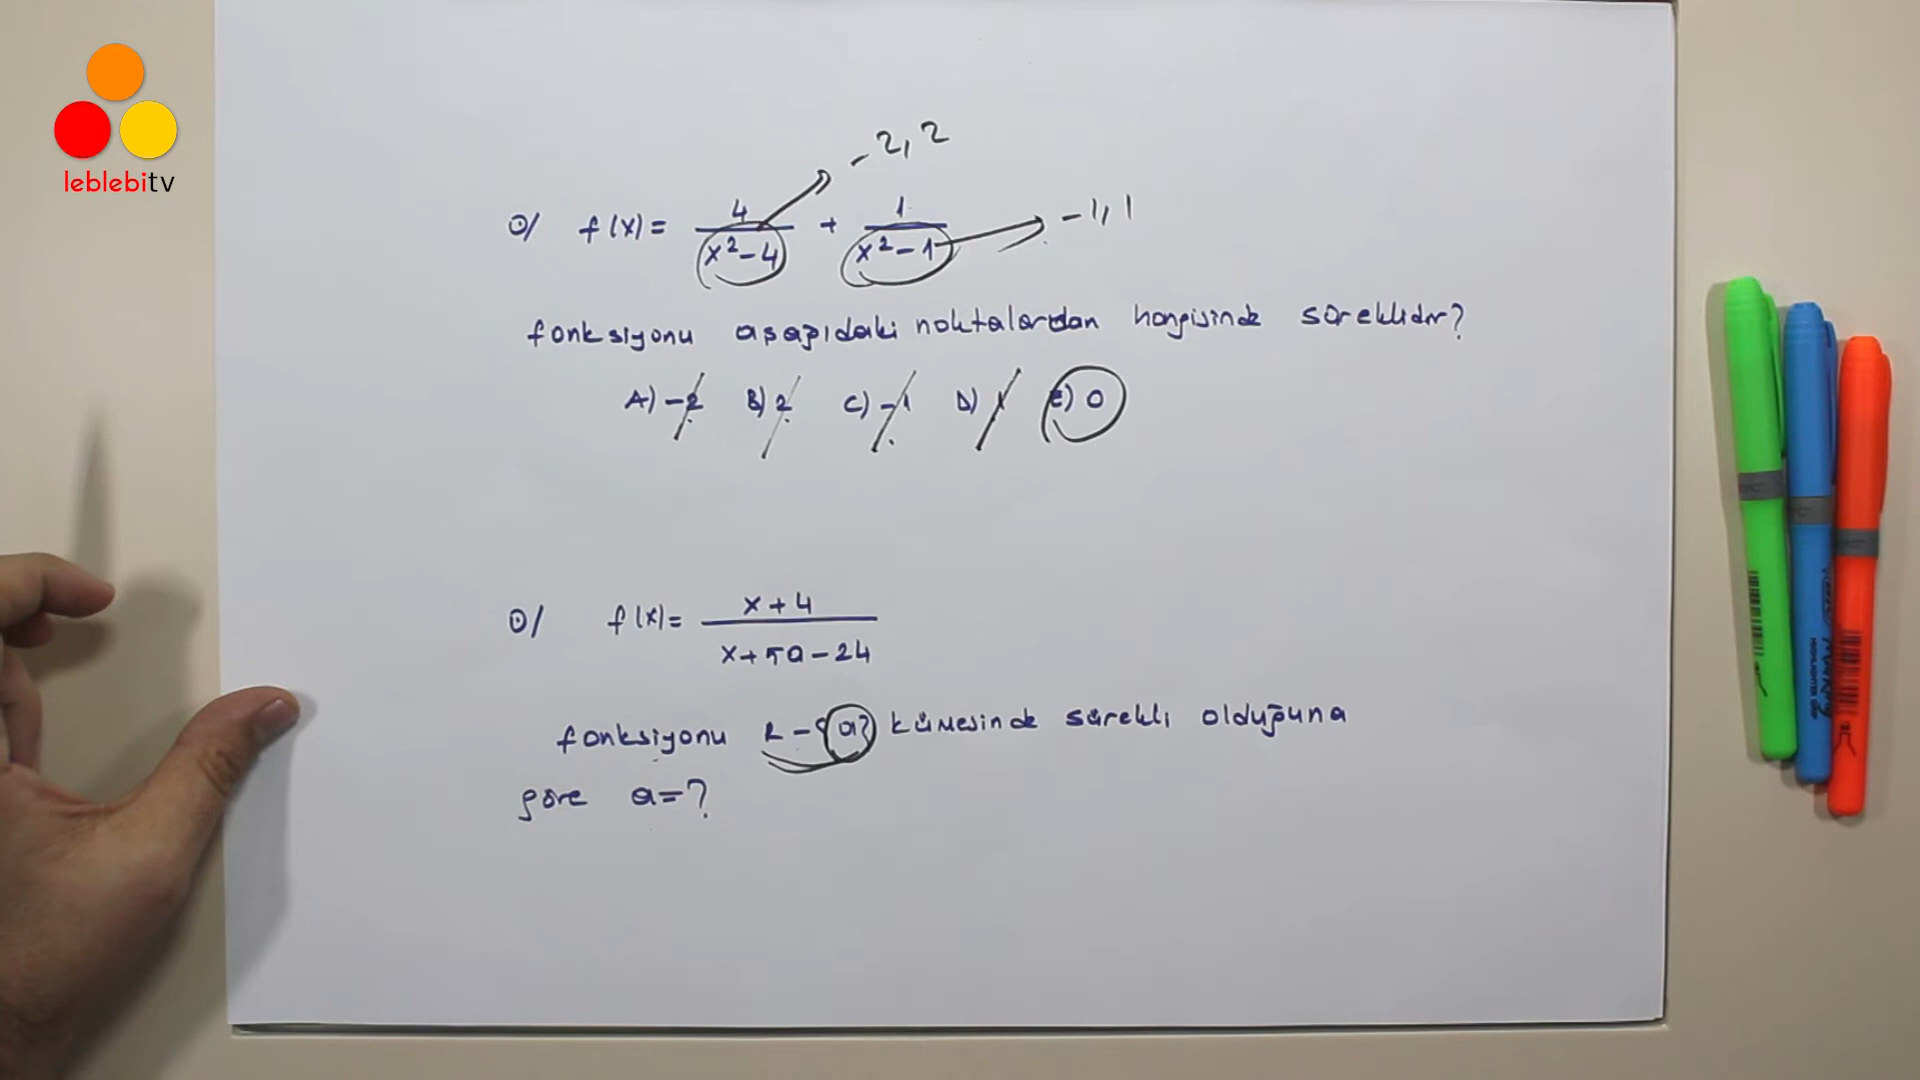 leblebitv
-2, 2
Ö/ f(x) = 4/(x²-4) + 1/(x²-1)
-1, 1
fonksiyonu aşağıdaki noktalardan hangisinde süreklidir?
A) -2 B) 2 C) -1 D) 1 E) 0
Ö/ f(x) = (x+4)/(x+5a-24)
fonksiyonu R-{a} kümesinde sürekli olduğuna
göre a=?